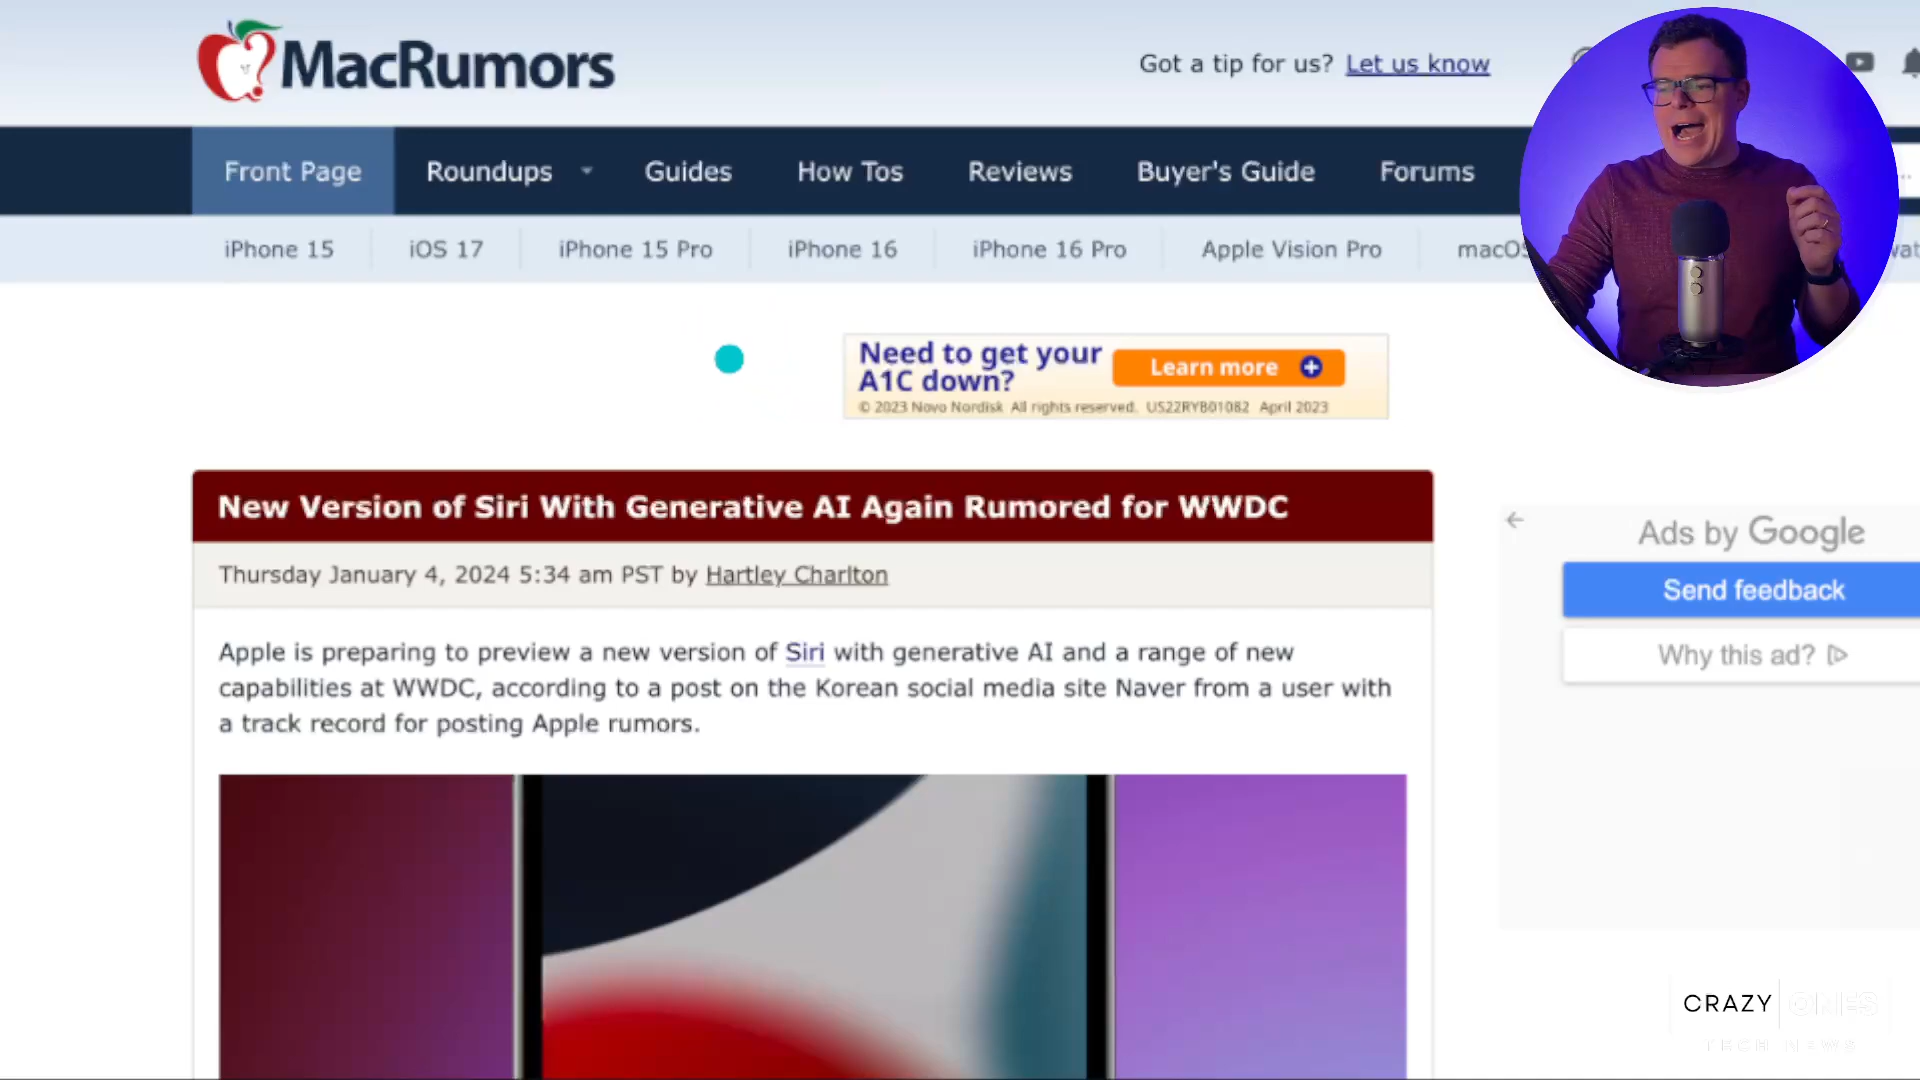 MacRumors
Got a tip for us? Let us know
Front Page Roundups Guides How Tos Reviews Buyer's Guide Forums
iPhone 15 iOS 17 iPhone 15 Pro iPhone 16 iPhone 16 Pro Apple Vision Pro macOS
Need to get your
A1C down?
Learn more
© 2023 Novo Nordisk All rights reserved. US22RYB01082 April 2023
New Version of Siri With Generative AI Again Rumored for WWDC
Thursday January 4, 2024 5:34 am PST by Hartley Charlton
Apple is preparing to preview a new version of Siri with generative AI and a range of new
capabilities at WWDC, according to a post on the Korean social media site Naver from a user with
a track record for posting Apple rumors.
Ads by Google
Send feedback
Why this ad?
CRAZY ONES
TECH NEWS